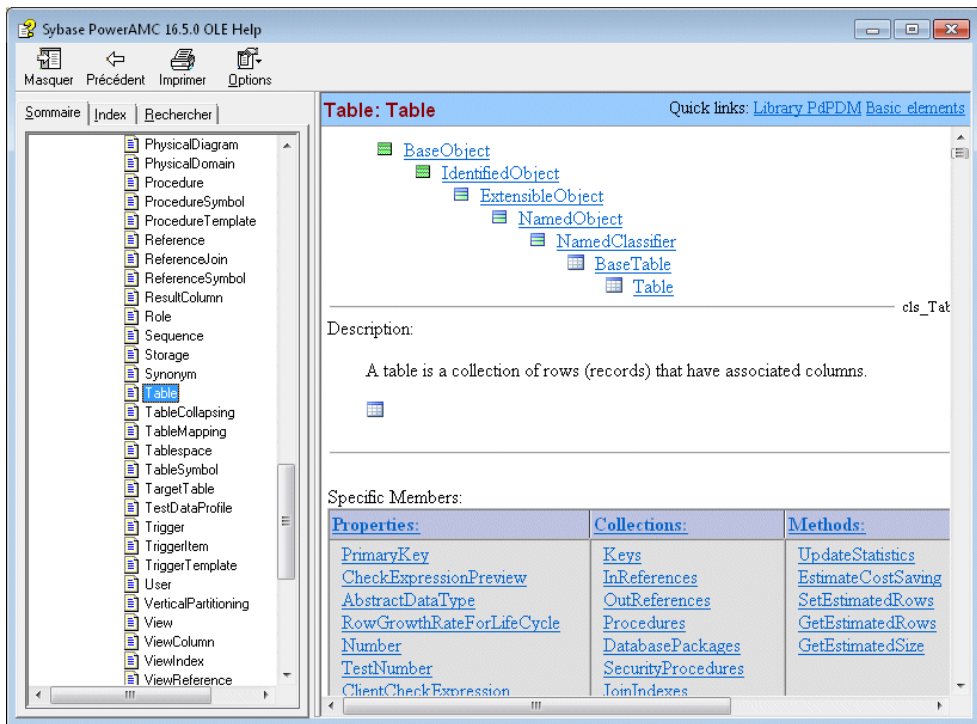 Sybase PowerAMC 16.5.0 OLE Help
Masquer Précédent Imprimer Options
Sommaire Index Rechercher
PhysicalDiagram
PhysicalDomain
Procedure
ProcedureSymbol
ProcedureTemplate
Reference
ReferenceJoin
ReferenceSymbol
ResultColumn
Role
Sequence
Storage
Synonym
Table
TableCollapsing
TableMapping
Tablespace
TableSymbol
TargetTable
TestDataProfile
Trigger
TriggerItem
TriggerTemplate
User
VerticalPartitioning
View
ViewColumn
ViewIndex
ViewReference
Table: Table Quick links: Library PdPDM Basic elements
BaseObject
IdentifiedObject
ExtensibleObject
NamedObject
NamedClassifier
BaseTable
Table
cls_Tab
Description:
A table is a collection of rows (records) that have associated columns.
Specific Members:
Properties: Collections: Methods:
PrimaryKey Keys UpdateStatistics
CheckExpressionPreview InReferences EstimateCostSaving
AbstractDataType OutReferences SetEstimatedRows
RowGrowthRateForLifeCycle Procedures GetEstimatedRows
Number DatabasePackages GetEstimatedSize
TestNumber SecurityProcedures
ClientCheckExpression JoinIndexes